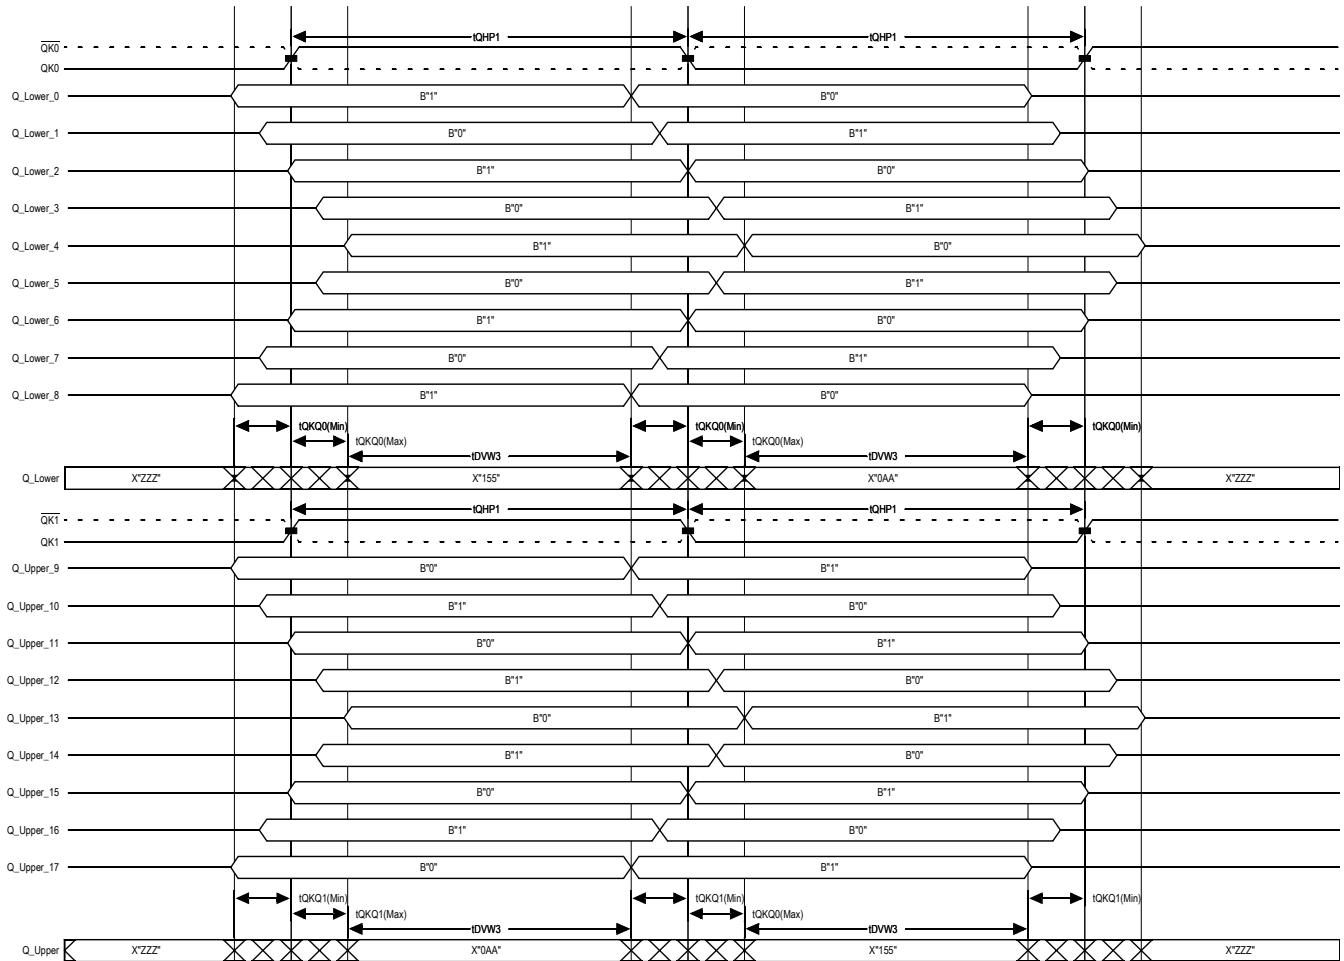 tQHP1 tQHP1
QK0
QK0
Q_Lower_0 B"1" B"0"
Q_Lower_1 B"0" B"1"
Q_Lower_2 B"1" B"0"
Q_Lower_3 B"0" B"1"
Q_Lower_4 B"1" B"0"
Q_Lower_5 B"0" B"1"
Q_Lower_6 B"1" B"0"
Q_Lower_7 B"0" B"1"
Q_Lower_8 B"1" B"0"
tQKQ0(Min) tQKQ0(Min) tQKQ0(Min)
tQKQ0(Max) tQKQ0(Max)
tDVW3 tDVW3
Q_Lower X"ZZZ" X"155" X"0AA" X"ZZZ"
tQHP1 tQHP1
QK1
QK1
Q_Upper_9 B"0" B"1"
Q_Upper_10 B"1" B"0"
Q_Upper_11 B"0" B"1"
Q_Upper_12 B"1" B"0"
Q_Upper_13 B"0" B"1"
Q_Upper_14 B"1" B"0"
Q_Upper_15 B"0" B"1"
Q_Upper_16 B"1" B"0"
Q_Upper_17 B"0" B"1"
tQKQ1(Min) tQKQ1(Min) tQKQ1(Min)
tQKQ1(Max) tQKQ0(Max)
tDVW3 tDVW3
Q_Upper X"ZZZ" X"0AA" X"155" X"ZZZ"